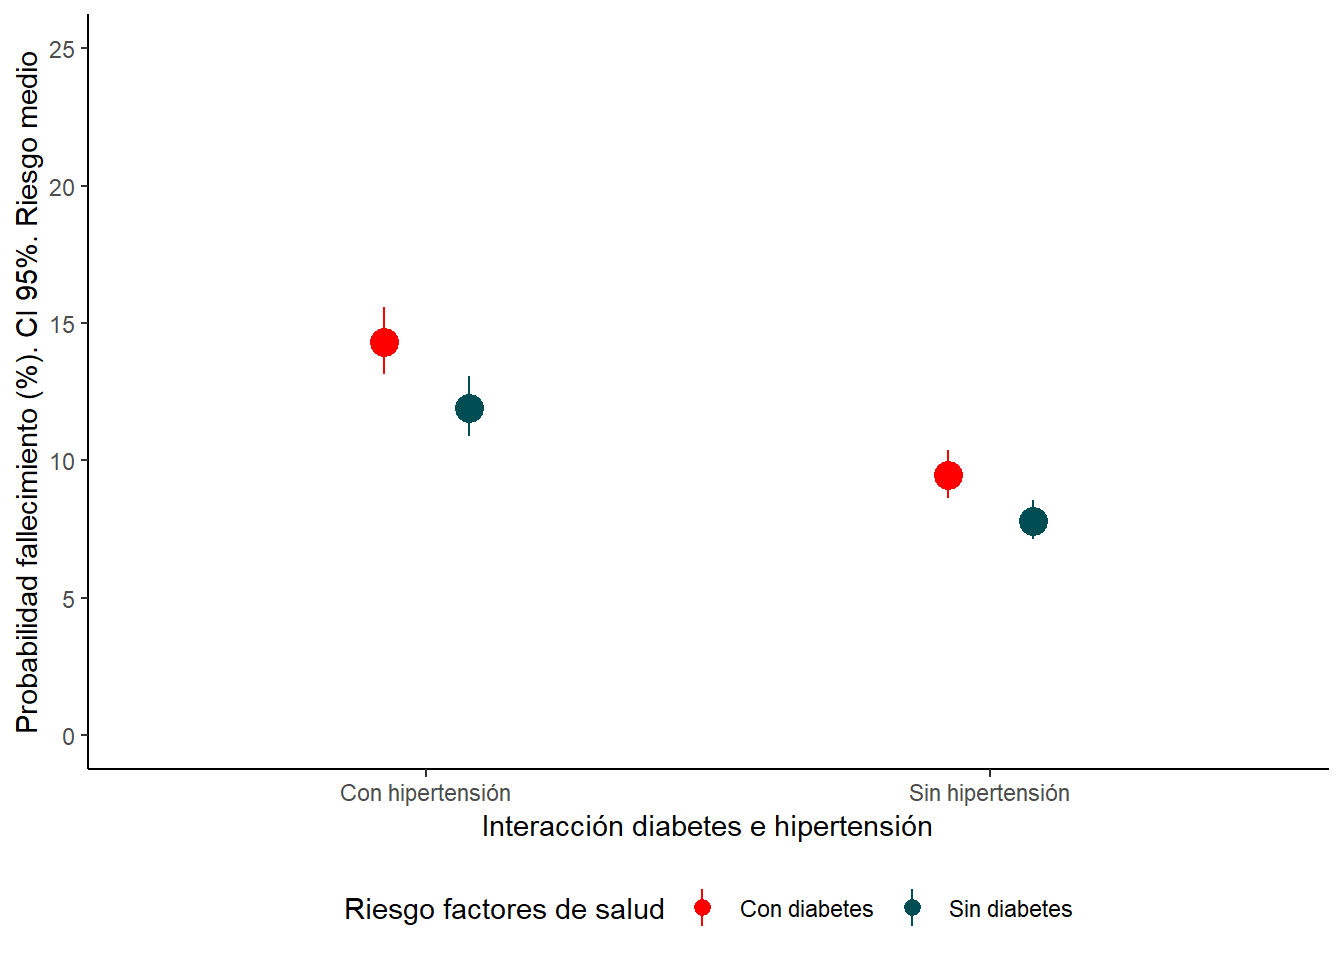 Probabilidad fallecimiento (%). CI 95%. Riesgo medio
25
20
15
10
5
0
Con hipertensión
Sin hipertensión
Interacción diabetes e hipertensión
Riesgo factores de salud
Con diabetes
Sin diabetes